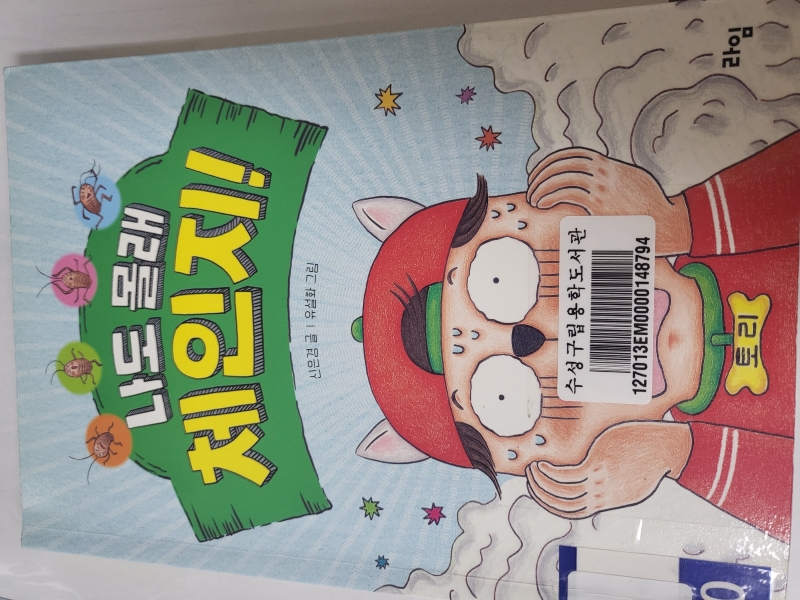 나도 몰래
체인지!
신은경 글 | 유설화 그림
라임
수성구립용학도서관
127013EM0000148794
토리